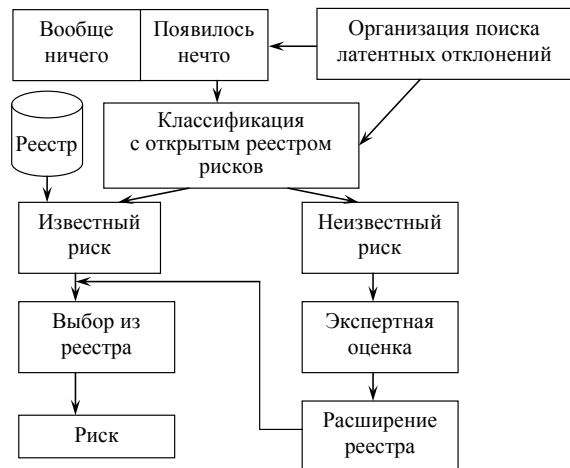 Вообще
ничего
Появилось
нечто
Организация поиска
латентных отклонений
Реестр
Классификация
с открытым реестром
рисков
Известный
риск
Неизвестный
риск
Выбор из
реестра
Экспертная
оценка
Риск
Расширение
реестра